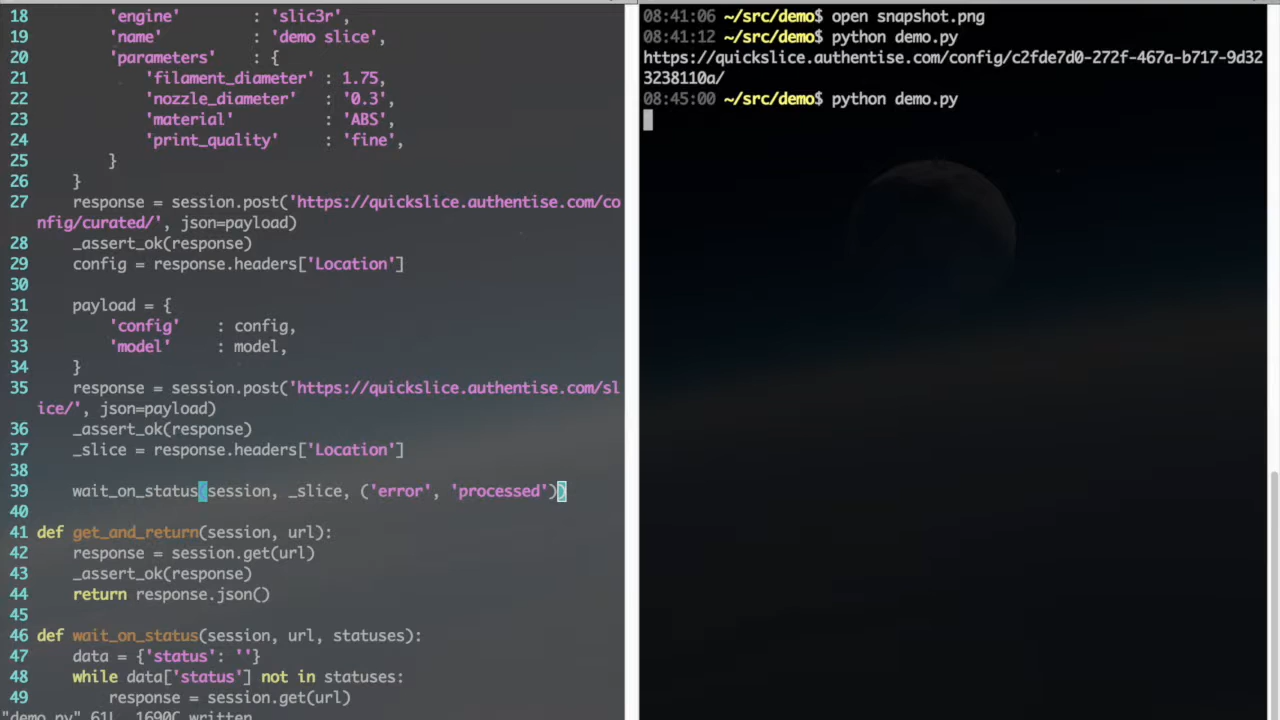 18          'engine'        : 'slic3r',
19          'name'          : 'demo slice',
20          'parameters'    : {
21              'filament_diameter' : 1.75,
22              'nozzle_diameter'   : '0.3',
23              'material'          : 'ABS',
24              'print_quality'     : 'fine',
25          }
26      }
27      response = session.post('https://quickslice.authentise.com/co
nfig/curated/', json=payload)
28      _assert_ok(response)
29      config = response.headers['Location']
30
31      payload = {
32          'config'    : config,
33          'model'     : model,
34      }
35      response = session.post('https://quickslice.authentise.com/sl
ice/', json=payload)
36      _assert_ok(response)
37      _slice = response.headers['Location']
38
39      wait_on_status(session, _slice, ('error', 'processed'))
40
41  def get_and_return(session, url):
42      response = session.get(url)
43      _assert_ok(response)
44      return response.json()
45
46  def wait_on_status(session, url, statuses):
47      data = {'status': ''}
48      while data['status'] not in statuses:
49          response = session.get(url)
"demo.py" 61L, 1690C written
08:41:06 ~/src/demo$ open snapshot.png
08:41:12 ~/src/demo$ python demo.py
https://quickslice.authentise.com/config/c2fde7d0-272f-467a-b717-9d32
3238110a/
08:45:00 ~/src/demo$ python demo.py